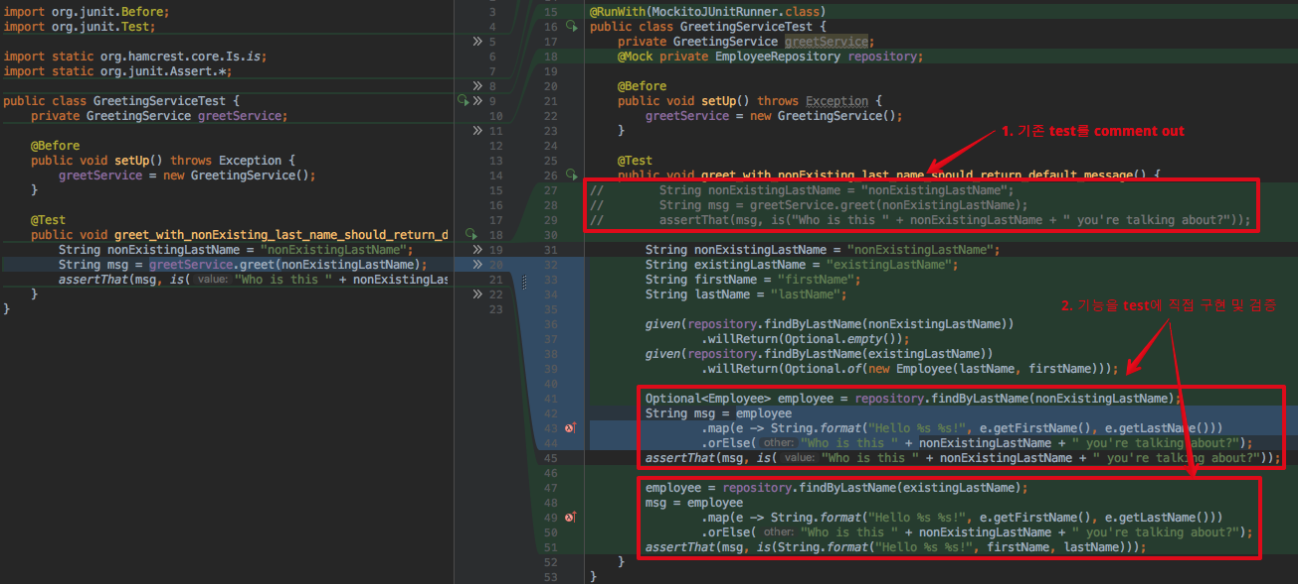 import org.junit.Before;
import org.junit.Test;
import static org.hamcrest.core.Is.is;
import static org.junit.Assert.*;
public class GreetingServiceTest {
private GreetingService greetService;
@Before
public void setUp() throws Exception {
greetService = new GreetingService();
}
@Test
public void greet_with_nonExisting_last_name_should_return_d
String nonExistingLastName = "nonExistingLastName";
String msg = greetService.greet(nonExistingLastName);
assertThat(msg, is( value: "Who is this " + nonExistingLas
}
}
3
4
5
6
7
8
9
10
11
12
13
14
15
16
17
18
19
20
21
22
23
15 @RunWith(MockitoJUnitRunner.class)
16 public class GreetingServiceTest {
17 private GreetingService greetService;
18 @Mock private EmployeeRepository repository;
19
20 @Before
21 public void setUp() throws Exception {
22 greetService = new GreetingService();
23 }
1. 기존 test를 comment out
24
25 @Test
26 public void greet_with_nonExisting_last_name_should_return_default_message() {
27 // String nonExistingLastName = "nonExistingLastName";
28 // String msg = greetService.greet(nonExistingLastName);
29 // assertThat(msg, is("Who is this " + nonExistingLastName + " you're talking about?"));
30
31 String nonExistingLastName = "nonExistingLastName";
32 String existingLastName = "existingLastName";
33 String firstName = "firstName";
34 String lastName = "lastName";
2. 기능을 test에 직접 구현 및 검증
35
36 given(repository.findByLastName(nonExistingLastName))
37 .willReturn(Optional.empty());
38 given(repository.findByLastName(existingLastName))
39 .willReturn(Optional.of(new Employee(lastName, firstName)));
40
41 Optional<Employee> employee = repository.findByLastName(nonExistingLastName);
42 String msg = employee
43 .map(e -> String.format("Hello %s %s!", e.getFirstName(), e.getLastName()))
44 .orElse( other: "Who is this " + nonExistingLastName + " you're talking about?");
45 assertThat(msg, is( value: "Who is this " + nonExistingLastName + " you're talking about?"));
46
47 employee = repository.findByLastName(existingLastName);
48 msg = employee
49 .map(e -> String.format("Hello %s %s!", e.getFirstName(), e.getLastName()))
50 .orElse( other: "Who is this " + nonExistingLastName + " you're talking about?");
51 assertThat(msg, is(String.format("Hello %s %s!", firstName, lastName)));
52 }
53 }